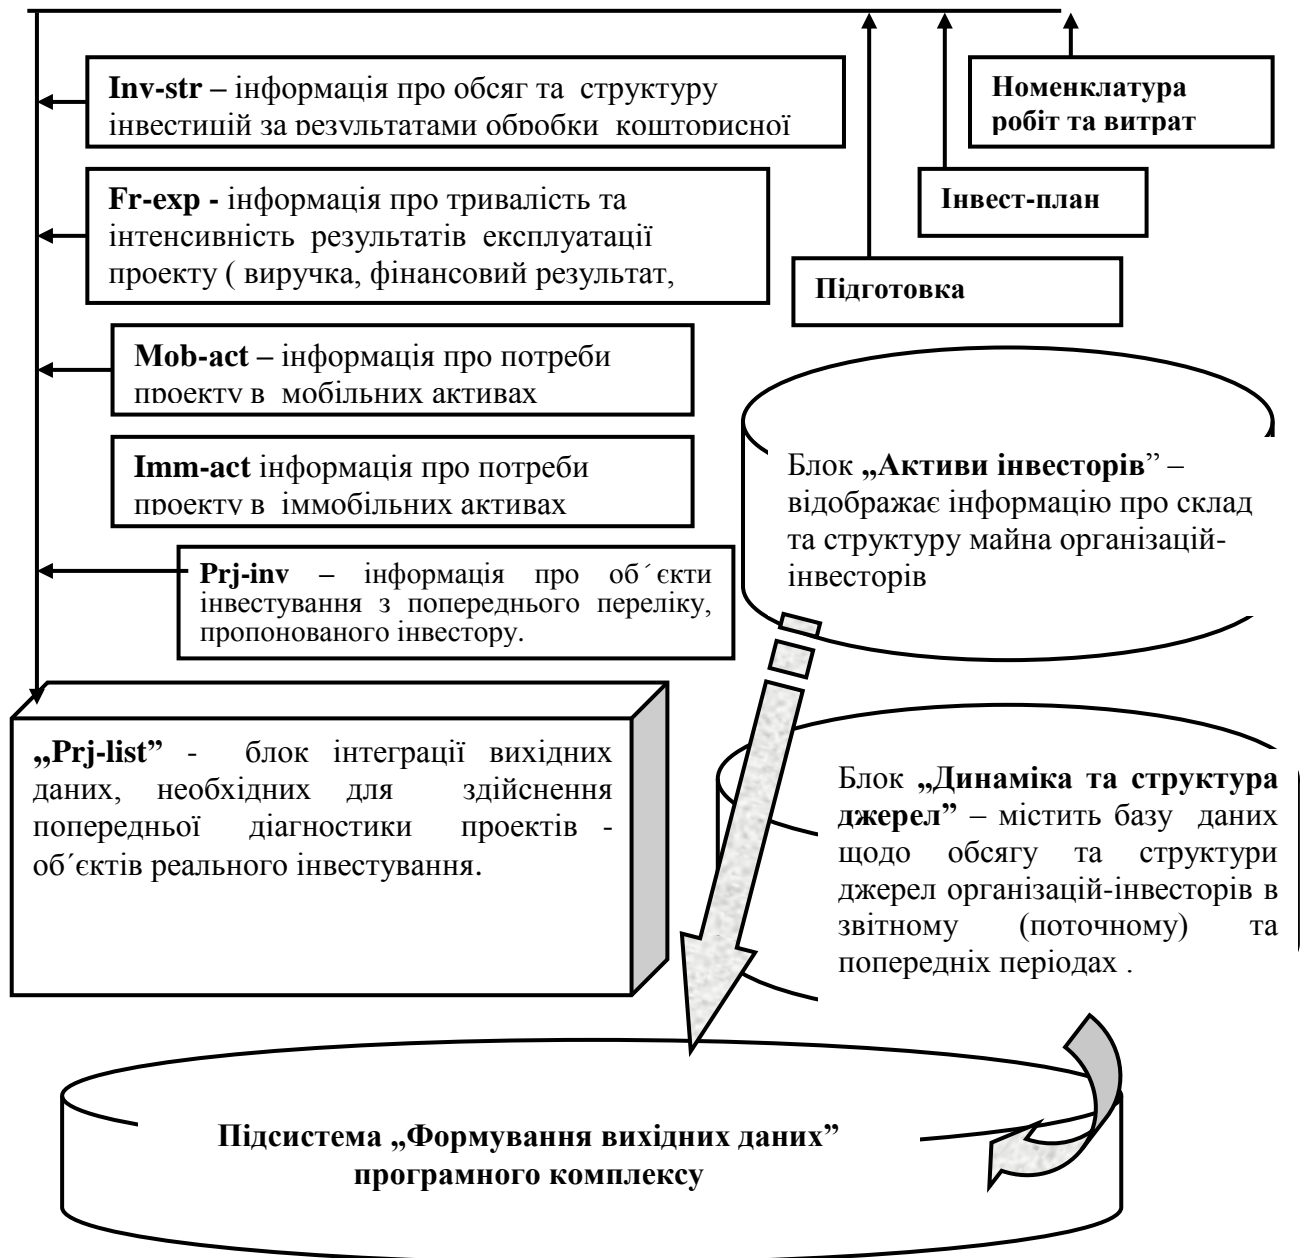 Inv-str – інформація про обсяг та структуру
інвестицій за результатами обробки кошторисної
Номенклатура
робіт та витрат
Fr-exp - інформація про тривалість та
інтенсивність результатів експлуатації
проекту ( виручка, фінансовий результат,
Інвест-план
Підготовка
Mob-act – інформація про потреби
проекту в мобільних активах
Imm-act інформація про потреби
проекту в іммобільних активах
Блок „Активи інвесторів” –
відображає інформацію про склад
та структуру майна організацій-
інвесторів
Prj-inv – інформація про об´єкти
інвестування з попереднього переліку,
пропонованого інвестору.
„Prj-list” - блок інтеграції вихідних
даних, необхідних для здійснення
попередньої діагностики проектів -
об´єктів реального інвестування.
Блок „Динаміка та структура
джерел” – містить базу даних
щодо обсягу та структури
джерел організацій-інвесторів в
звітному (поточному) та
попередніх періодах .
Підсистема „Формування вихідних даних”
програмного комплексу